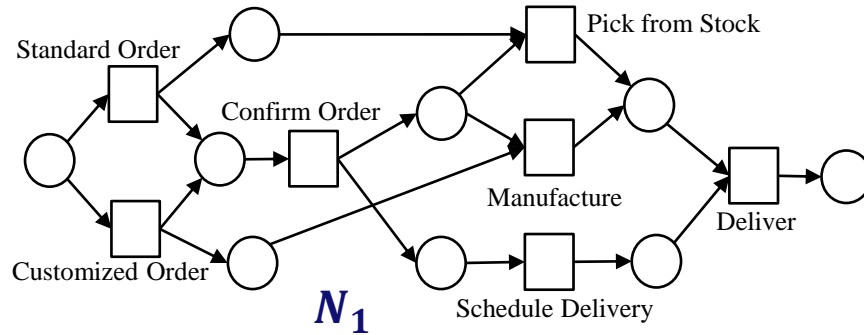 Pick from Stock
Standard Order
Confirm Order
Manufacture
Deliver
Customized Order
Schedule Delivery
N₁